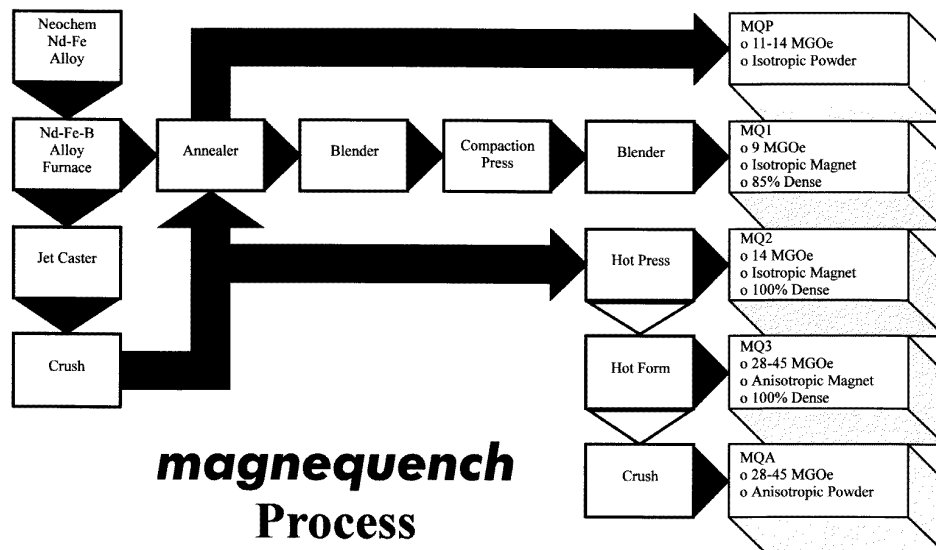 Neochem
Nd-Fe
Alloy
MQP
o 11-14 MGOe
o Isotropic Powder
Nd-Fe-B
Alloy
Furnace
Annealer
Blender
Compaction
Press
Blender
MQ1
o 9 MGOe
o Isotropic Magnet
o 85% Dense
Jet Caster
Hot Press
MQ2
o 14 MGOe
o Isotropic Magnet
o 100% Dense
Crush
Hot Form
MQ3
o 28-45 MGOe
o Anisotropic Magnet
o 100% Dense
Crush
MQA
o 28-45 MGOe
o Anisotropic Powder
magnequench
Process